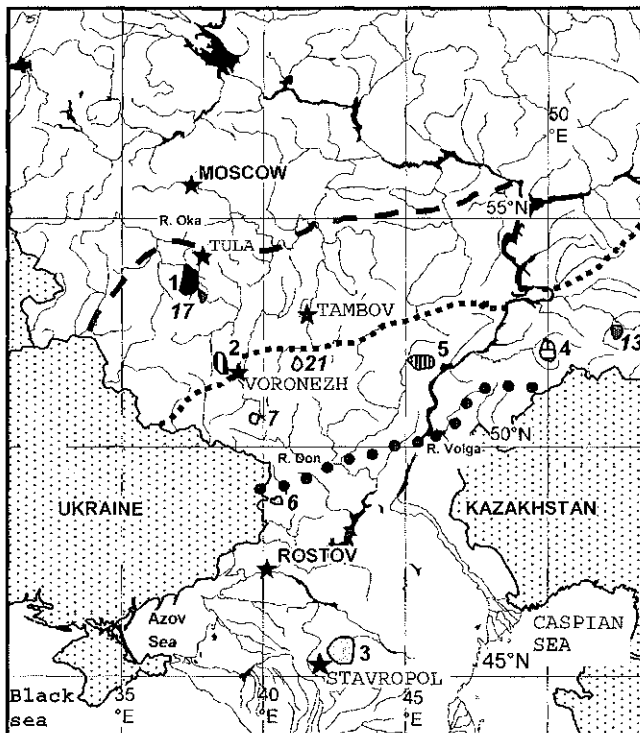 50
°E
MOSCOW
R. Oka
55°N
TULA
1
17
TAMBOV
13
2
21
5
4
VORONEZH
7
50°N
R. Don
R. Volga
UKRAINE
6
KAZAKHSTAN
ROSTOV
Azov
Sea
CASPIAN
SEA
3
45°N
STAVROPOL
Black
sea
35
°E
40
°E
45
°E